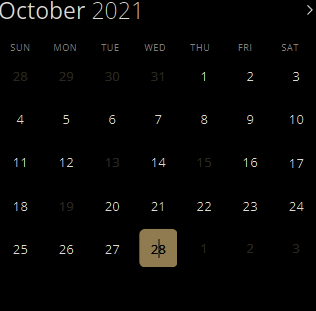 October 2021
SUN MON TUE WED THU FRI SAT
28 29 30 31 1 2 3
4 5 6 7 8 9 10
11 12 13 14 15 16 17
18 19 20 21 22 23 24
25 26 27 28 1 2 3